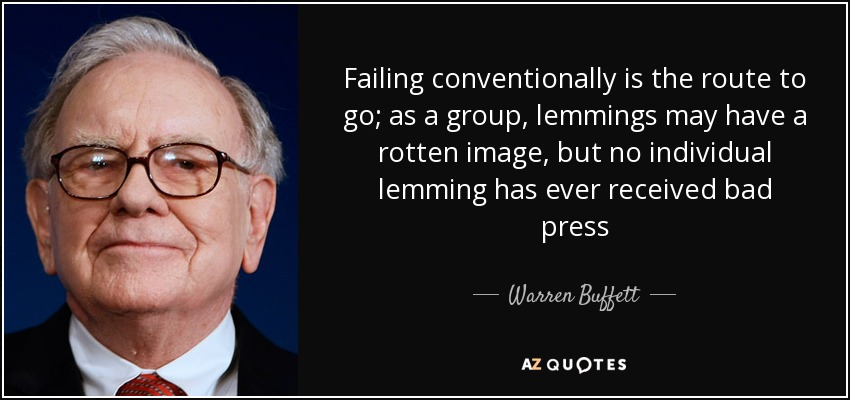 Failing conventionally is the route to
go; as a group, lemmings may have a
rotten image, but no individual
lemming has ever received bad
press
Warren Buffett
AZ QUOTES